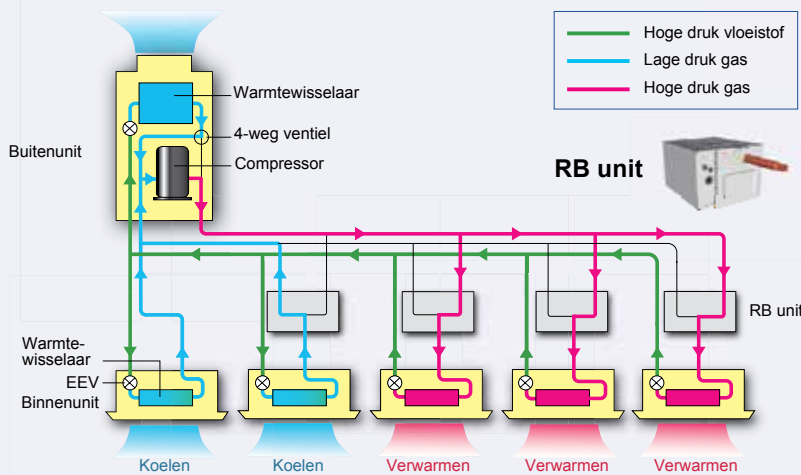 Hoge druk vloeistof
Lage druk gas
Hoge druk gas
Warmtewisselaar
4-weg ventiel
Compressor
Buitenunit
RB unit
RB unit
Warmte-
wisselaar
EEV
Binnenunit
Koelen
Koelen
Verwarmen
Verwarmen
Verwarmen